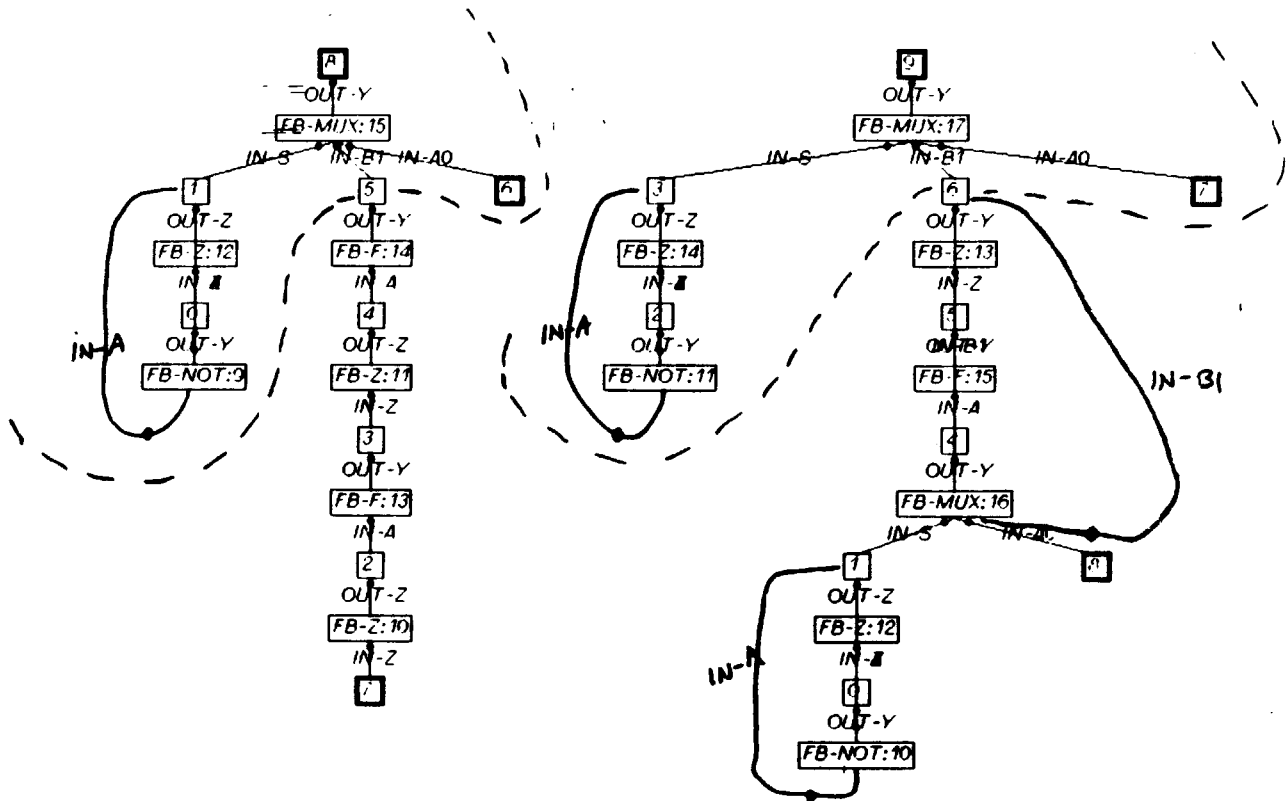 8
OUT-Y
FB-MUX:15
IN-S IN-B1 IN-A0
1 5 6
OUT-Z OUT-Y
FB-Z:12 FB-F:14
IN-A
0 4
OUT-Y OUT-Z
IN-A
FB-NOT:9 FB-Z:11
IN-Z
3
OUT-Y
FB-F:13
IN-A
2
OUT-Z
FB-Z:10
IN-Z
7
9
OUT-Y
FB-MUX:17
IN-S IN-B1 IN-A0
3 6 7
OUT-Z OUT-Y
FB-Z:14 FB-Z:13
IN-Z
2 5
IN-A
OUT-Y
FB-NOT:11 FB-F:15
IN-B1
IN-A
4
OUT-Y
FB-MUX:16
IN-S
1 8
OUT-Z
FB-Z:12
IN-A
0
OUT-Y
FB-NOT:10